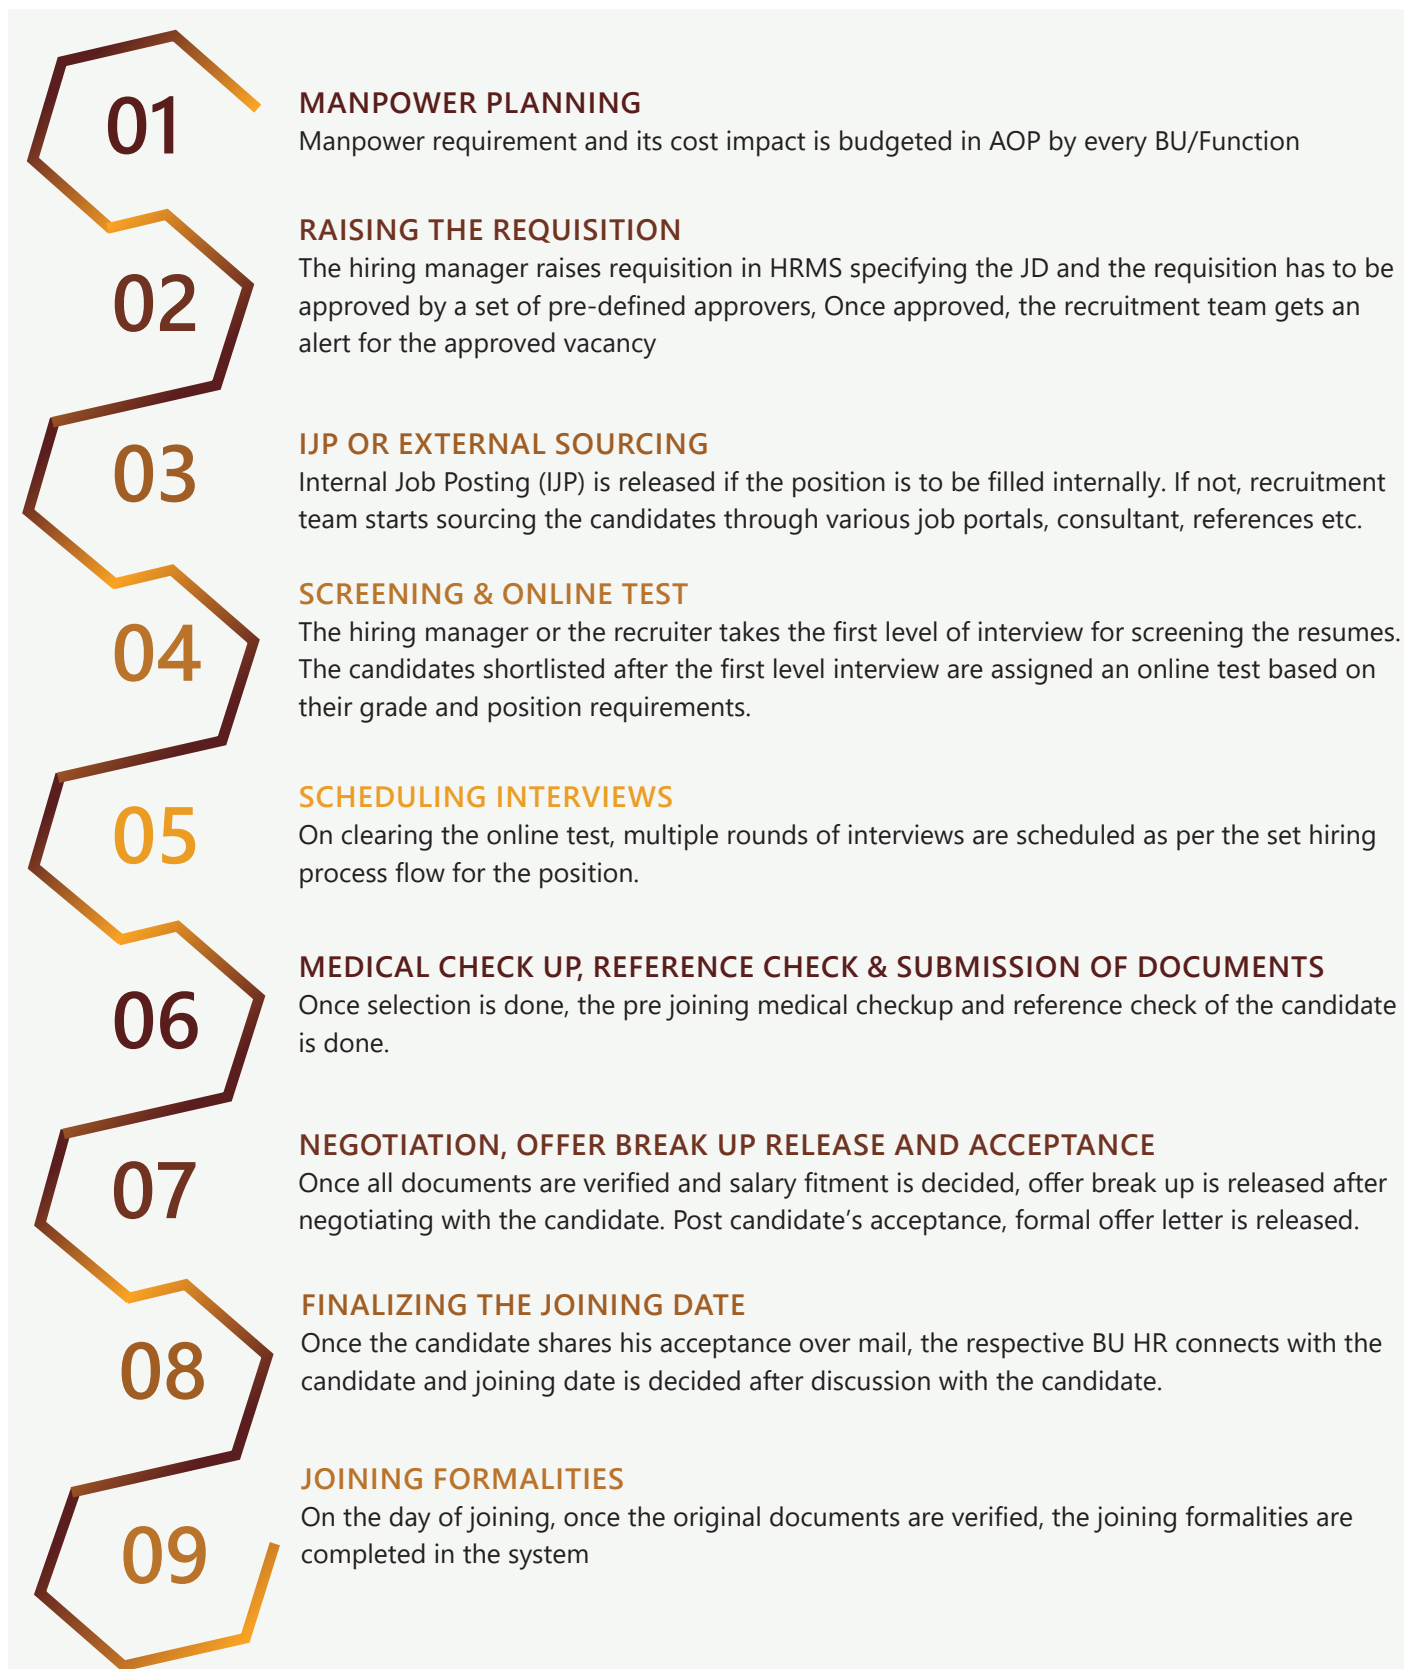 01
MANPOWER PLANNING
Manpower requirement and its cost impact is budgeted in AOP by every BU/Function
02
RAISING THE REQUISITION
The hiring manager raises requisition in HRMS specifying the JD and the requisition has to be
approved by a set of pre-defined approvers, Once approved, the recruitment team gets an
alert for the approved vacancy
03
IJP OR EXTERNAL SOURCING
Internal Job Posting (IJP) is released if the position is to be filled internally. If not, recruitment
team starts sourcing the candidates through various job portals, consultant, references etc.
04
SCREENING & ONLINE TEST
The hiring manager or the recruiter takes the first level of interview for screening the resumes.
The candidates shortlisted after the first level interview are assigned an online test based on
their grade and position requirements.
05
SCHEDULING INTERVIEWS
On clearing the online test, multiple rounds of interviews are scheduled as per the set hiring
process flow for the position.
06
MEDICAL CHECK UP, REFERENCE CHECK & SUBMISSION OF DOCUMENTS
Once selection is done, the pre joining medical checkup and reference check of the candidate
is done.
07
NEGOTIATION, OFFER BREAK UP RELEASE AND ACCEPTANCE
Once all documents are verified and salary fitment is decided, offer break up is released after
negotiating with the candidate. Post candidate’s acceptance, formal offer letter is released.
08
FINALIZING THE JOINING DATE
Once the candidate shares his acceptance over mail, the respective BU HR connects with the
candidate and joining date is decided after discussion with the candidate.
09
JOINING FORMALITIES
On the day of joining, once the original documents are verified, the joining formalities are
completed in the system